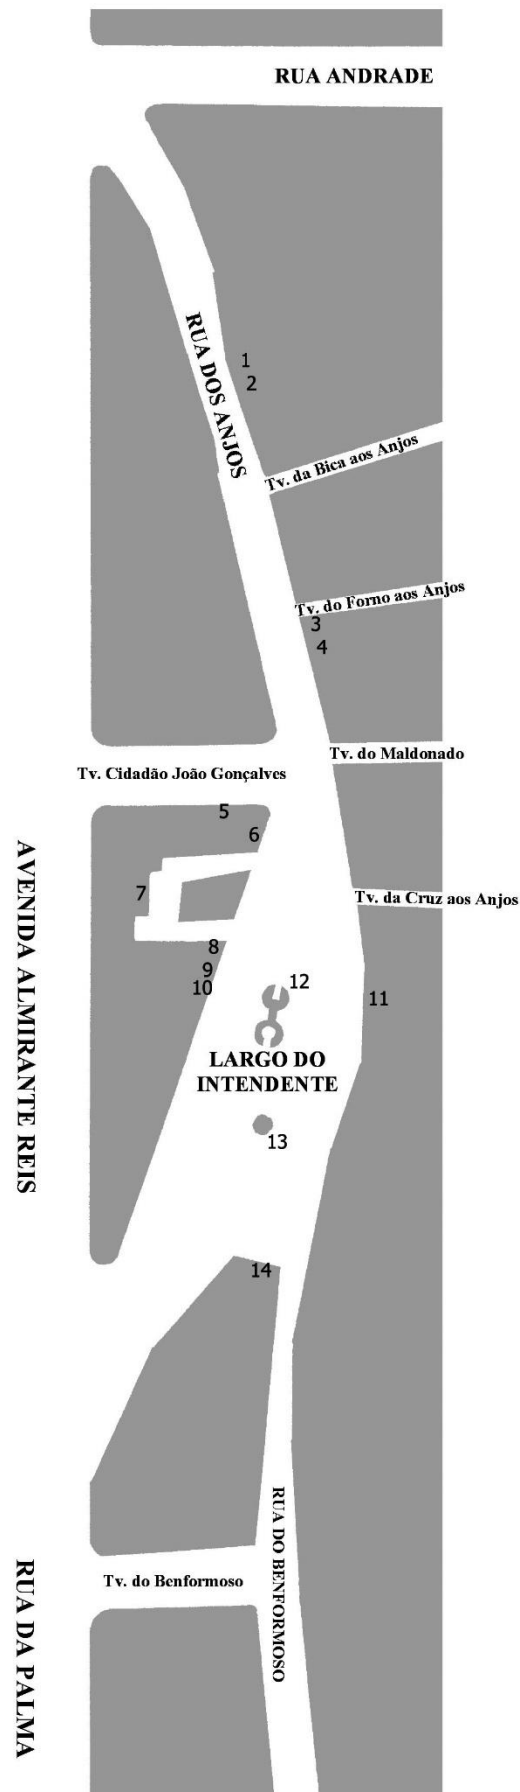 RUA ANDRADE
RUA DOS ANJOS
1
2
Tv. da Bica aos Anjos
Tv. do Forno aos Anjos
3
4
Tv. do Maldonado
Tv. Cidadão João Gonçalves
5
6
AVENIDA ALMIRANTE REIS
7
Tv. da Cruz aos Anjos
8
9
10
12
11
LARGO DO
INTENDENTE
13
14
RUA DO BENFORMOSO
Tv. do Benformoso
RUA DA PALMA